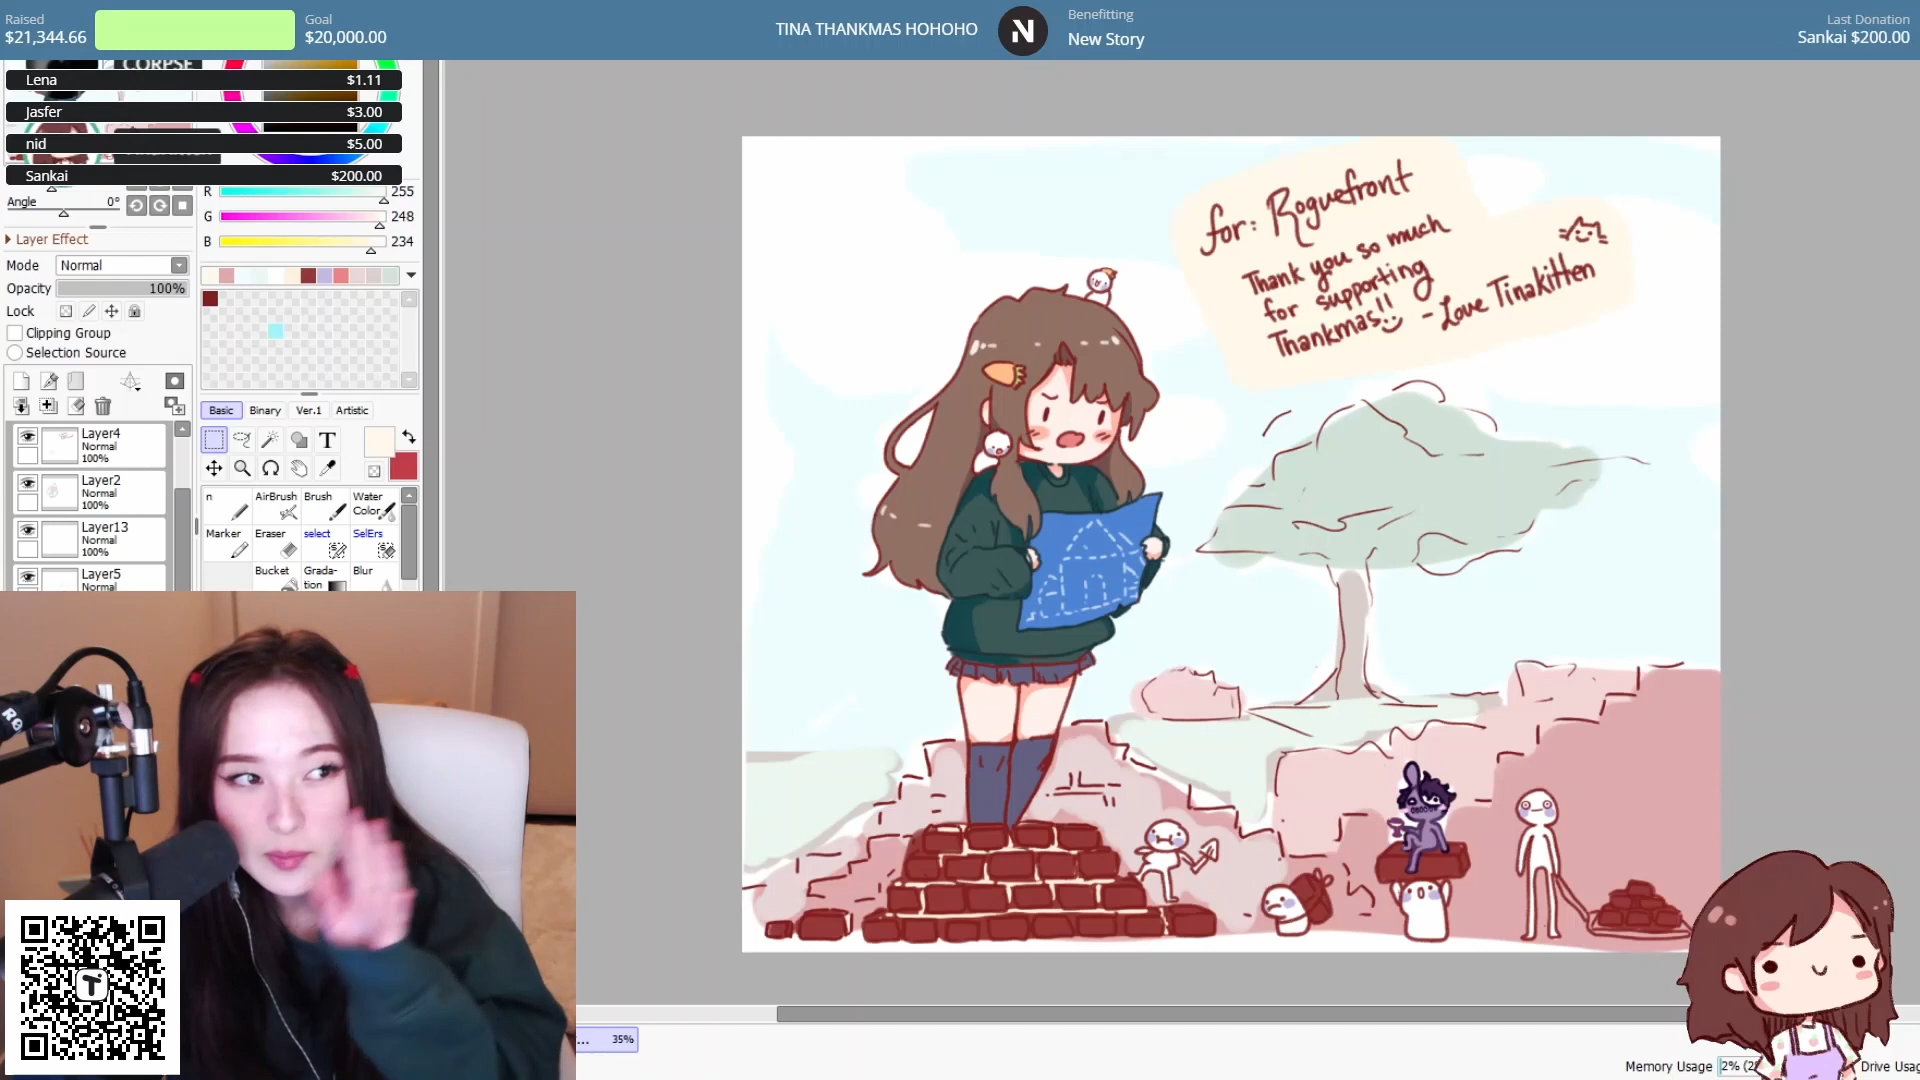 Raised
$21,344.66
Goal
$20,000.00
TINA THANKMAS HOHOHO
N
Benefitting
New Story
Last Donation
Sankai $200.00
CORPSE
Lena $1.11
Jasfer $3.00
nid $5.00
Sankai $200.00
Angle 0°
R 255
G 248
B 234
Layer Effect
Mode Normal
Opacity 100%
Lock
Clipping Group
Selection Source
Basic Binary Ver.1 Artistic
T
n AirBrush Brush Water Color
Marker Eraser select SelErs
Bucket Grada-tion Blur
Layer4
Normal
100%
Layer2
Normal
100%
Layer13
Normal
100%
Layer5
Normal
for: Roguefront
Thank you so much
for supporting
Thankmas!!
- Love Tinakitten
... 35%
Memory Usage 2%
Drive Usag